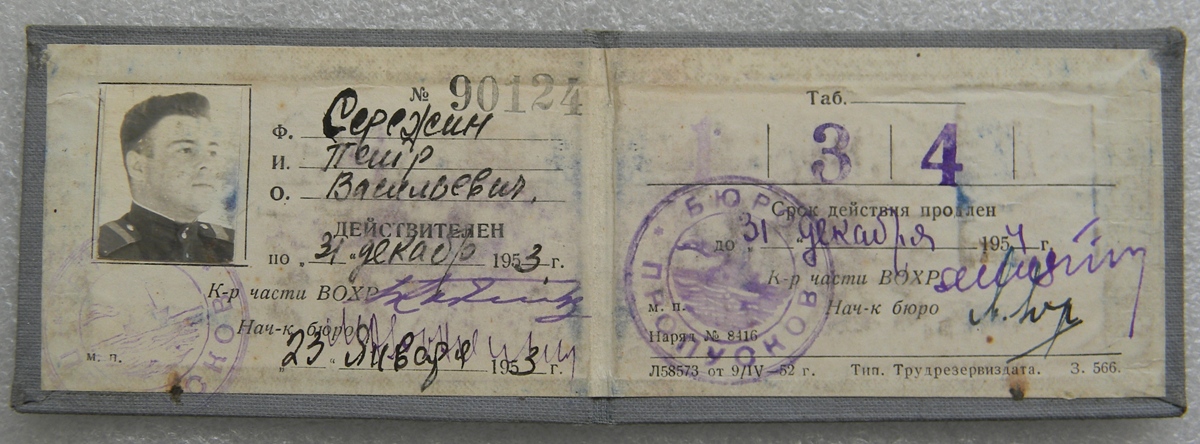 № 90124
Ф. Сережин
И. Петр
О. Васильевич.
ДЕЙСТВИТЕЛЕН
по „31“ декабр 1953 г.
К-р части ВОХР
Нач-к бюро
м. п.
„23“ Января 1953 г.
Таб.
3 4
Срок действия продлен
до „31“ декабря 1954 г.
К-р части ВОХР
м. п. Нач-к бюро
Наряд № 8416
Л58573 от 9/IV—52 г. Тип. Трудрезервиздата. З. 566.
БЮРО ПРОПУСКОВ